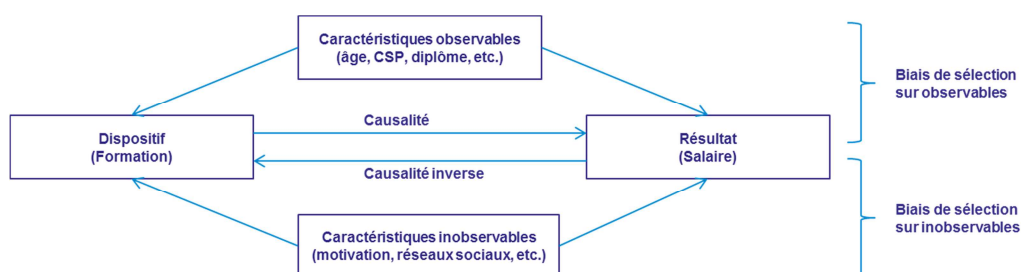 Caractéristiques observables
(âge, CSP, diplôme, etc.)
Biais de sélection
sur observables
Causalité
Dispositif
(Formation)
Résultat
(Salaire)
Causalité inverse
Biais de sélection
sur inobservables
Caractéristiques inobservables
(motivation, réseaux sociaux, etc.)